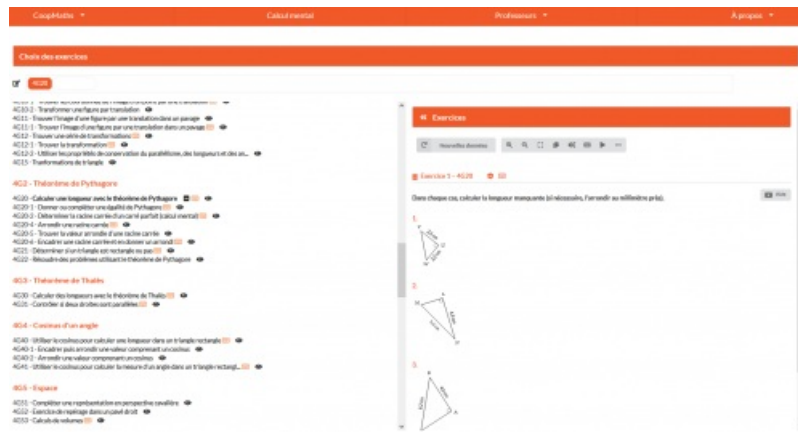 CoopMaths
Calcul mental
Professeurs
À propos
Choix des exercices
4G20
4G10-2 - Transformer une figure par translation
4G11 - Trouver l'image d'une figure par une translation dans un pavage
4G11-1 - Trouver l'image d'une figure par une translation dans un pavage
4G12 - Trouver une série de transformations
4G12-1 - Trouver la transformation
4G12-2 - Utiliser les propriétés de conservation du parallélisme, des longueurs et des an...
4G15 - Tranformations de triangle
4G2 - Théorème de Pythagore
4G20 - Calculer une longueur avec le théorème de Pythagore
4G20-1 - Donner ou compléter une égalité de Pythagore
4G20-2 - Déterminer la racine carrée d'un carré parfait (calcul mental)
4G20-4 - Arrondir une racine carrée
4G20-5 - Trouver la valeur arrondie d'une racine carrée
4G20-6 - Encadrer une racine carrée et en donner un arrondi
4G21 - Déterminer si un triangle est rectangle ou pas
4G22 - Résoudre des problèmes utilisant le théorème de Pythagore
4G3 - Théorème de Thalès
4G30 - Calculer des longueurs avec le théorème de Thalès
4G31 - Contrôler si deux droites sont parallèles
4G4 - Cosinus d'un angle
4G40 - Utiliser le cosinus pour calculer une longueur dans un triangle rectangle
4G40-1 - Encadrer puis arrondir une valeur comprenant un cosinus
4G40-2 - Arrondir une valeur comprenant un cosinus
4G41 - Utiliser le cosinus pour calculer la mesure d'un angle dans un triangle rectangl...
4G5 - Espace
4G51 - Compléter une représentation en perspective cavalière
4G52 - Exercice de repérage dans un pavé droit
4G53 - Calculs de volumes
Exercices
Nouvelles données
Exercice 1 - 4G20
Dans chaque cas, calculer la longueur manquante (si nécessaire, l'arrondir au millimètre près).
1.
2.
3.